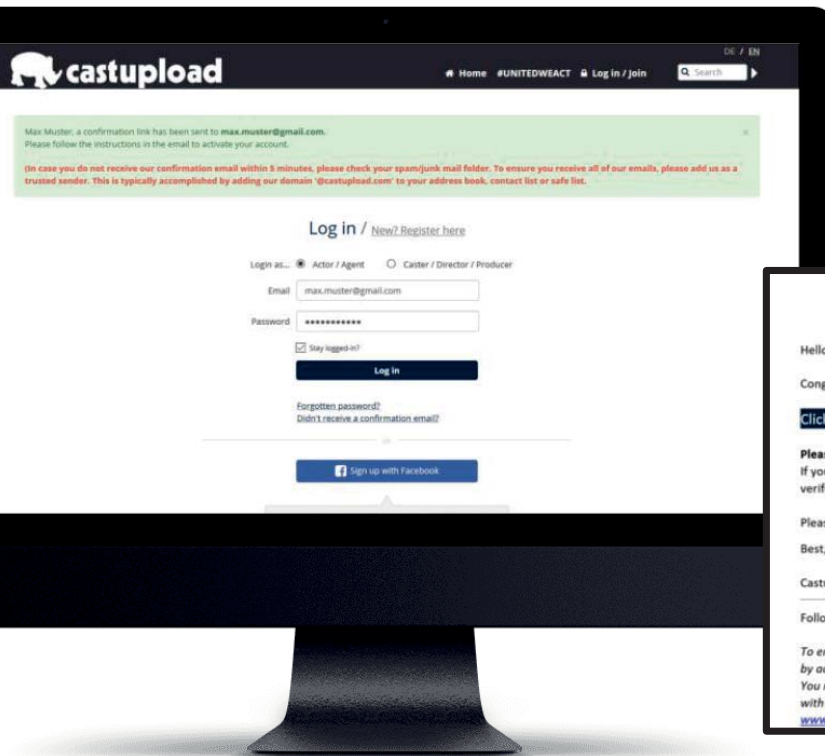 DE / EN
castupload
Home #UNITEDWEACT Log in / Join Search
Max Muster, a confirmation link has been sent to max.muster@gmail.com.
Please follow the instructions in the email to activate your account.
(In case you do not receive our confirmation email within 5 minutes, please check your spam/junk mail folder. To ensure you receive all of our emails, please add us as a
trusted sender. This is typically accomplished by adding our domain '@castupload.com' to your address book, contact list or safe list.
Log in / New? Register here
Login as... Actor / Agent Caster / Director / Producer
Email max.muster@gmail.com
Password ***********
Stay logged-in?
Log in
Forgotten password?
Didn't receive a confirmation email?
or
Sign up with Facebook
Hello
Cong
Click
Pleas
If you
verif
Pleas
Best,
Castu
Follo
To en
by ad
You n
with
www